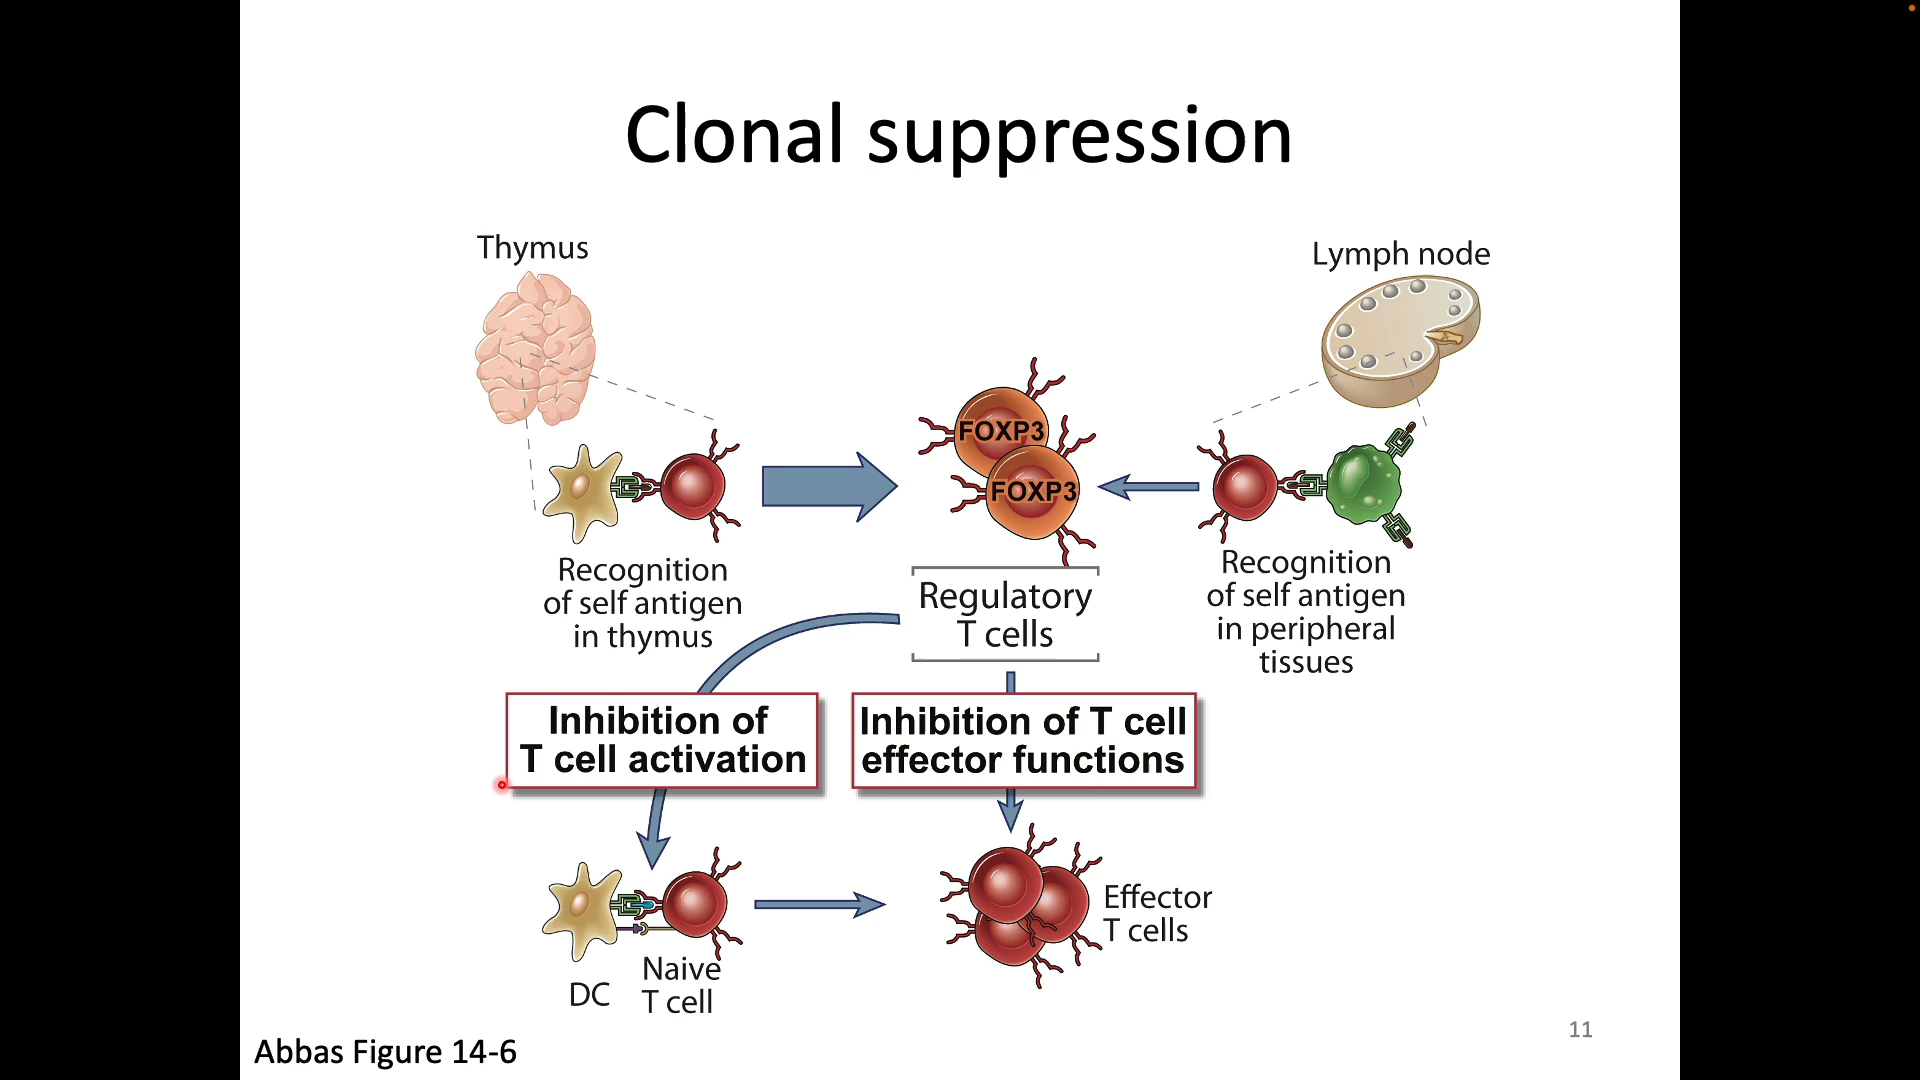 Clonal suppression
Thymus
Lymph node
FOXP3
FOXP3
Recognition
of self antigen
in thymus
Regulatory
T cells
Recognition
of self antigen
in peripheral
tissues
Inhibition of
T cell activation
Inhibition of T cell
effector functions
DC
Naive
T cell
Effector
T cells
11
Abbas Figure 14-6